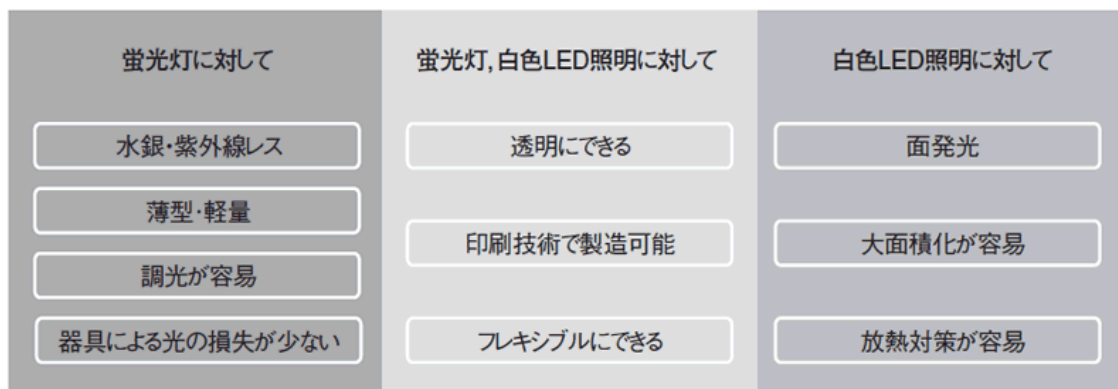 蛍光灯に対して
水銀・紫外線レス
薄型・軽量
調光が容易
器具による光の損失が少ない
蛍光灯,白色LED照明に対して
透明にできる
印刷技術で製造可能
フレキシブルにできる
白色LED照明に対して
面発光
大面積化が容易
放熱対策が容易